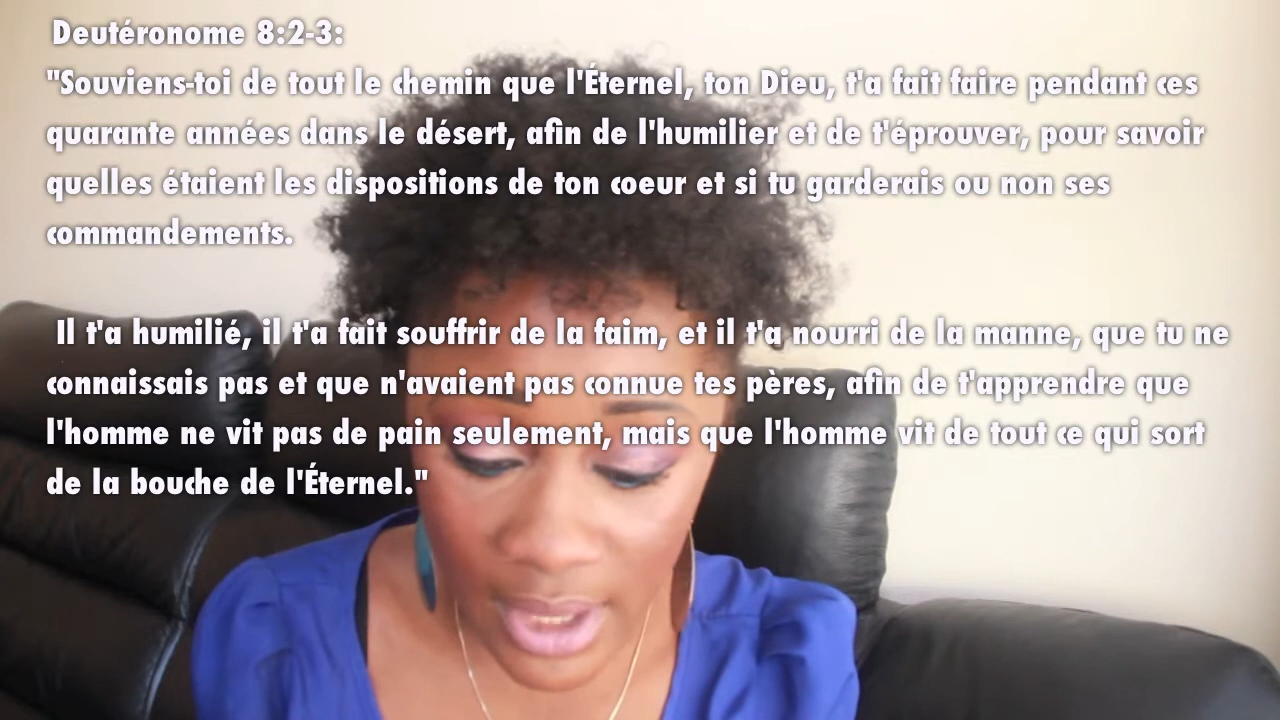 Deutéronome 8:2-3:
"Souviens-toi de tout le chemin que l'Éternel, ton Dieu, t'a fait faire pendant ces
quarante années dans le désert, afin de l'humilier et de t'éprouver, pour savoir
quelles étaient les dispositions de ton coeur et si tu garderais ou non ses
commandements.
Il t'a humilié, il t'a fait souffrir de la faim, et il t'a nourri de la manne, que tu ne
connaissais pas et que n'avaient pas connue tes pères, afin de t'apprendre que
l'homme ne vit pas de pain seulement, mais que l'homme vit de tout ce qui sort
de la bouche de l'Éternel."